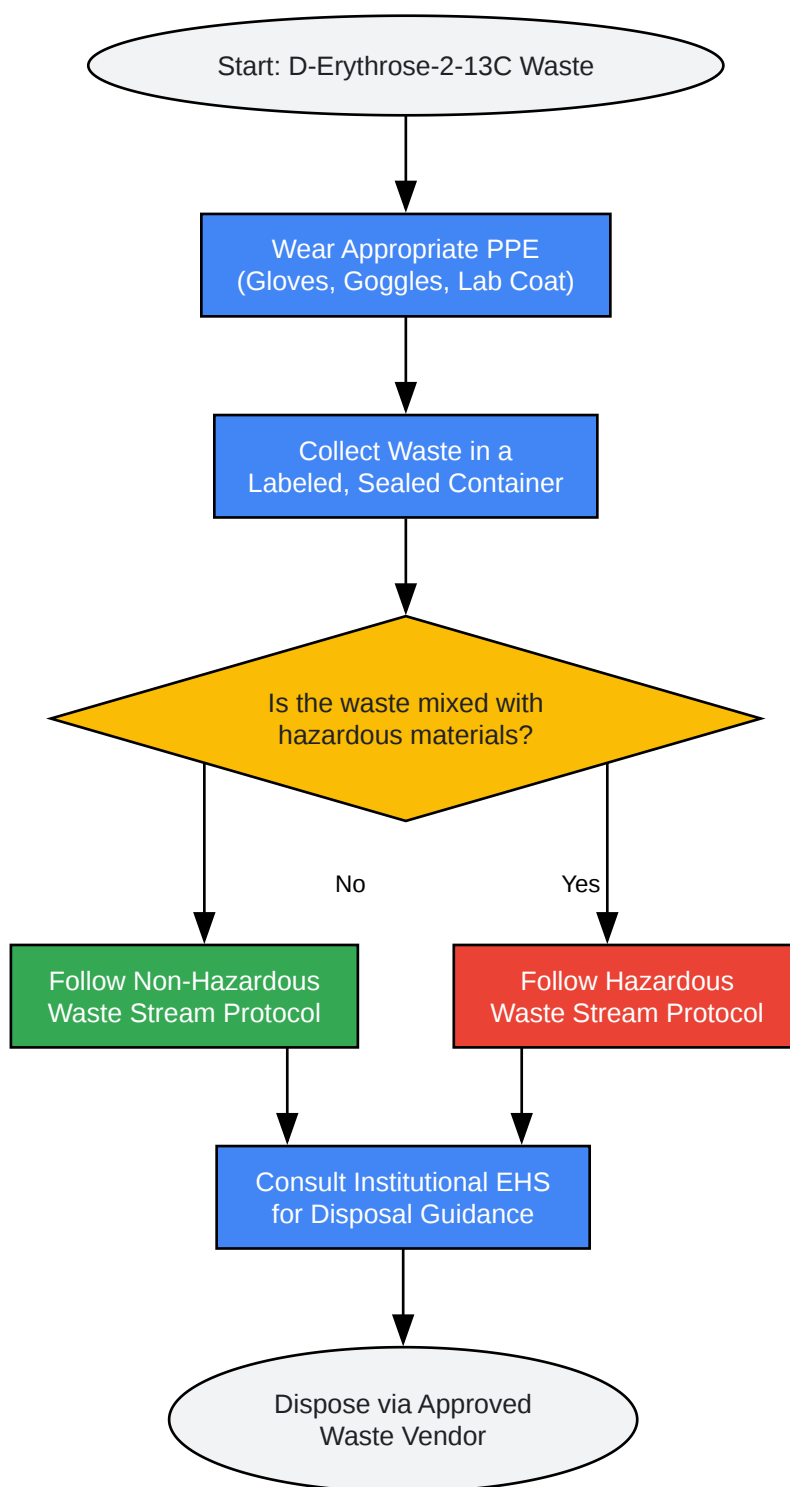 Start: D-Erythrose-2-13C Waste
Wear Appropriate PPE
(Gloves, Goggles, Lab Coat)
Collect Waste in a
Labeled, Sealed Container
Is the waste mixed with
hazardous materials?
No
Yes
Follow Non-Hazardous
Waste Stream Protocol
Follow Hazardous
Waste Stream Protocol
Consult Institutional EHS
for Disposal Guidance
Dispose via Approved
Waste Vendor